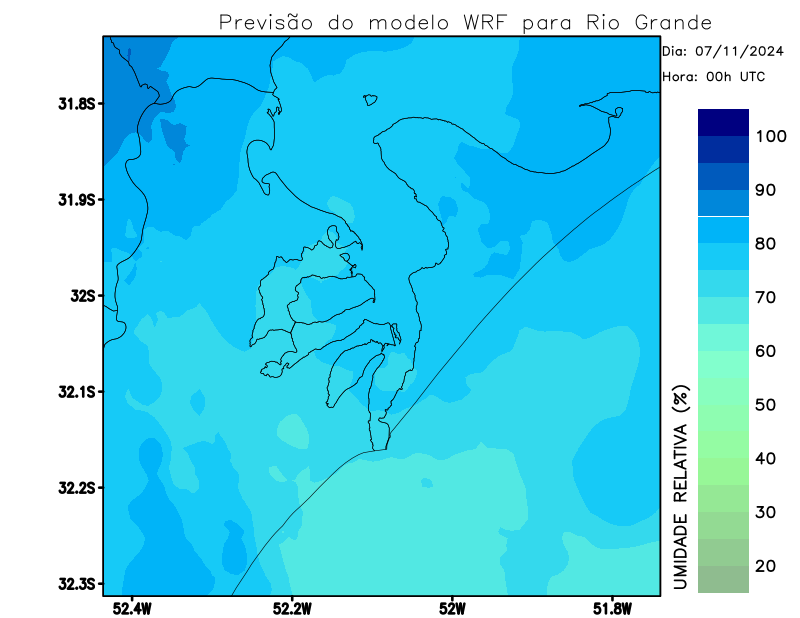 Previsão do modelo WRF para Rio Grande
Dia: 07/11/2024
Hora: 00h UTC
31.8S
31.9S
32S
32.1S
32.2S
32.3S
52.4W
52.2W
52W
51.8W
100
90
80
70
60
50
40
30
20
UMIDADE RELATIVA (%)